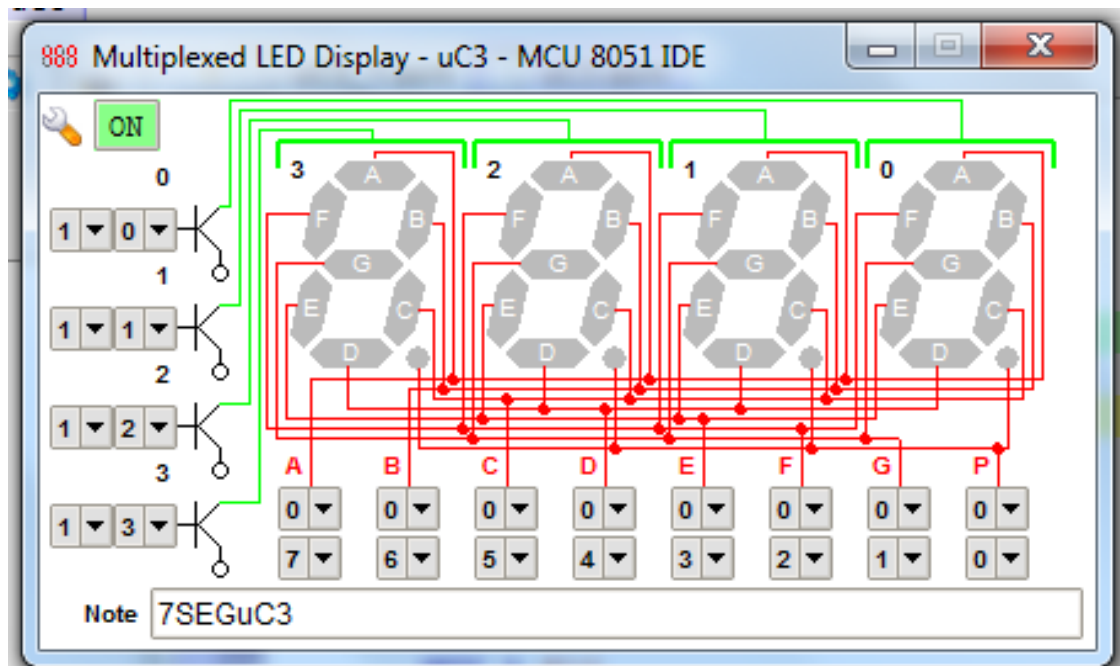 888 Multiplexed LED Display - uC3 - MCU 8051 IDE
ON
0
1 0
1
1 1
2
1 2
3
1 3
3 2 1 0
A A A A
F B F B F B F B
G G G G
E C E C E C E C
D D D D
A B C D E F G P
0 0 0 0 0 0 0 0
7 6 5 4 3 2 1 0
Note 7SEGuC3